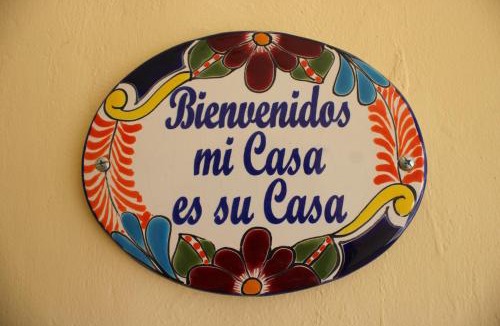 Bienvenidos
mi Casa
es su Casa